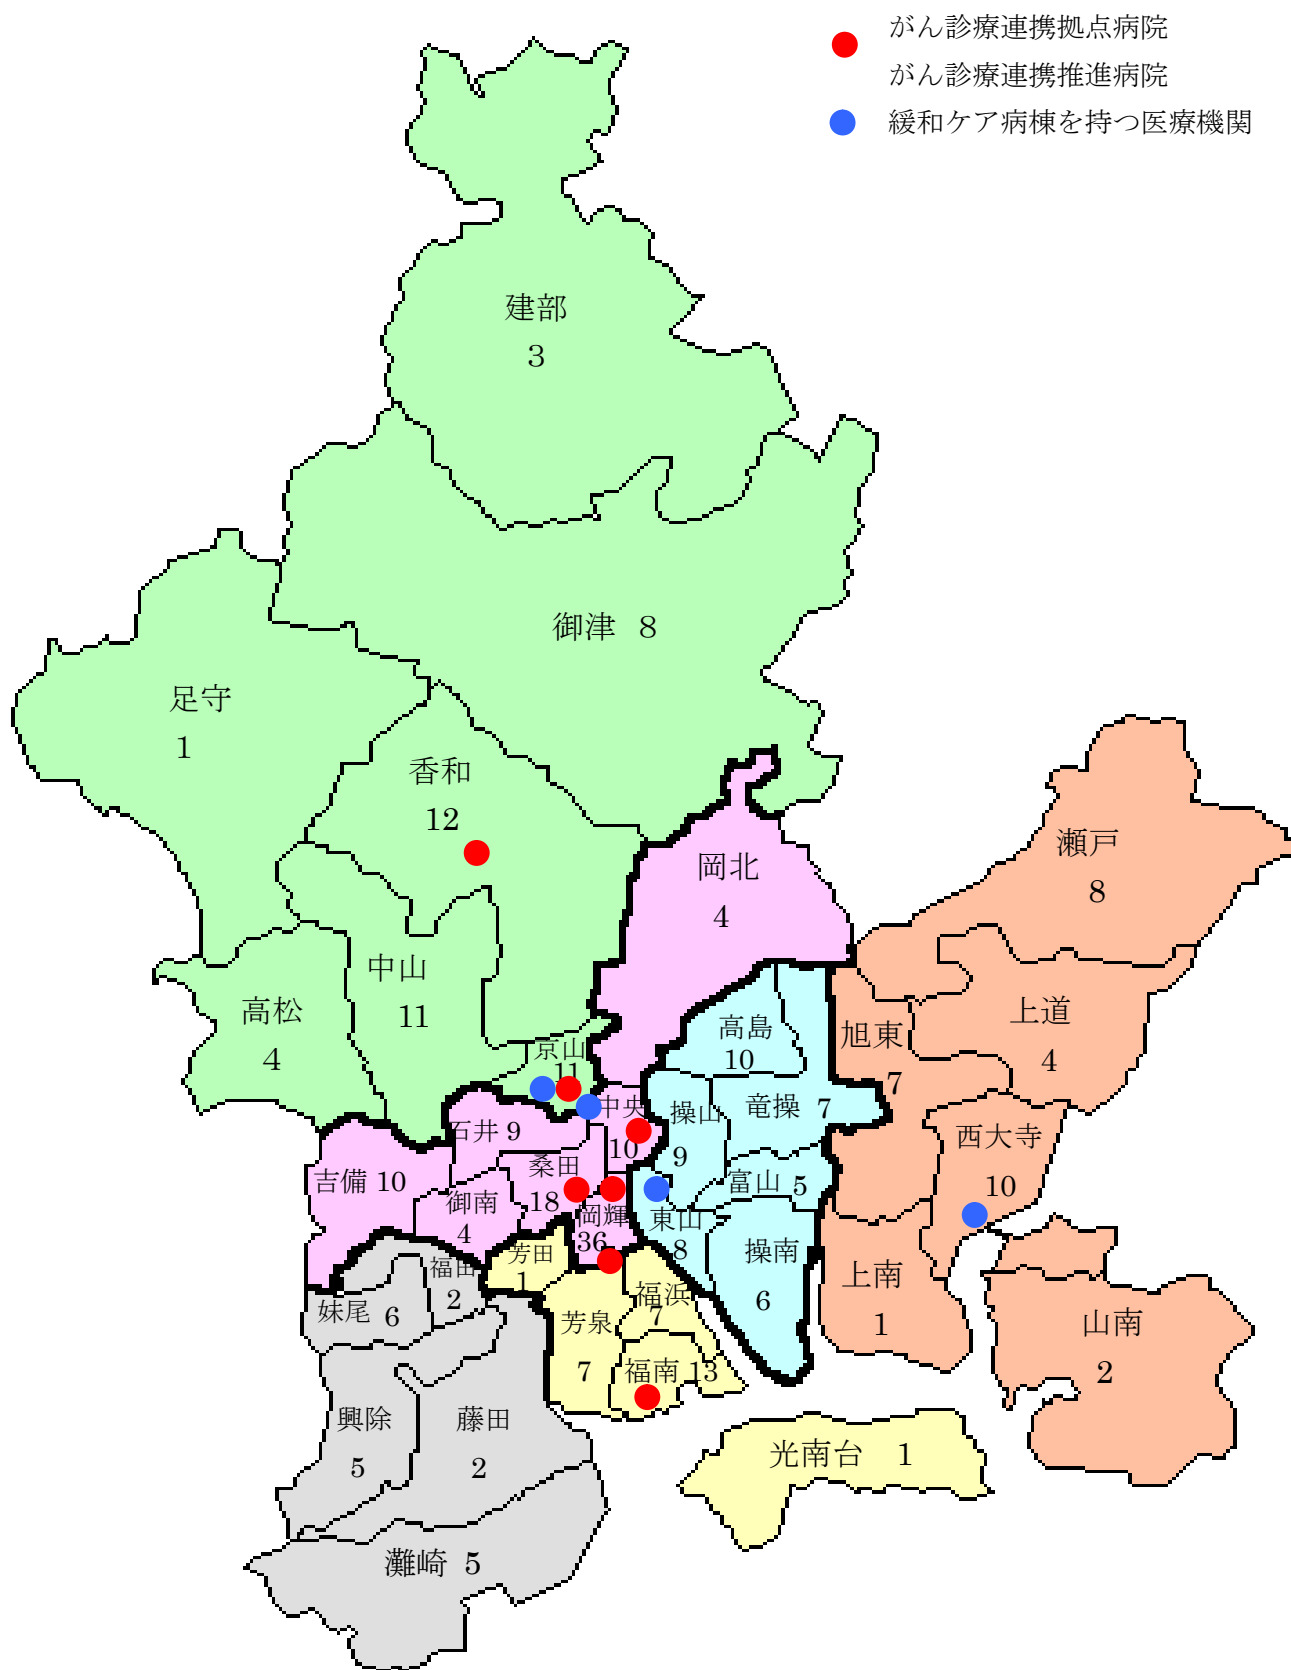 がん診療連携拠点病院
がん診療連携推進病院
緩和ケア病棟を持つ医療機関
建部
3
御津 8
足守
1
香和
12
瀬戸
8
岡北
4
中山
11
高松
4
高島
10
旭東
7
上道
4
京山
11
中央
10
操山
9
竜操 7
西大寺
10
石井 9
桑田
18
吉備 10
御南
4
富山 5
岡輝
36
東山
8
操南
6
上南
1
芳田
1
福田
2
妹尾 6
福浜
7
芳泉
7
福南 13
山南
2
興除
5
藤田
2
光南台 1
灘崎 5